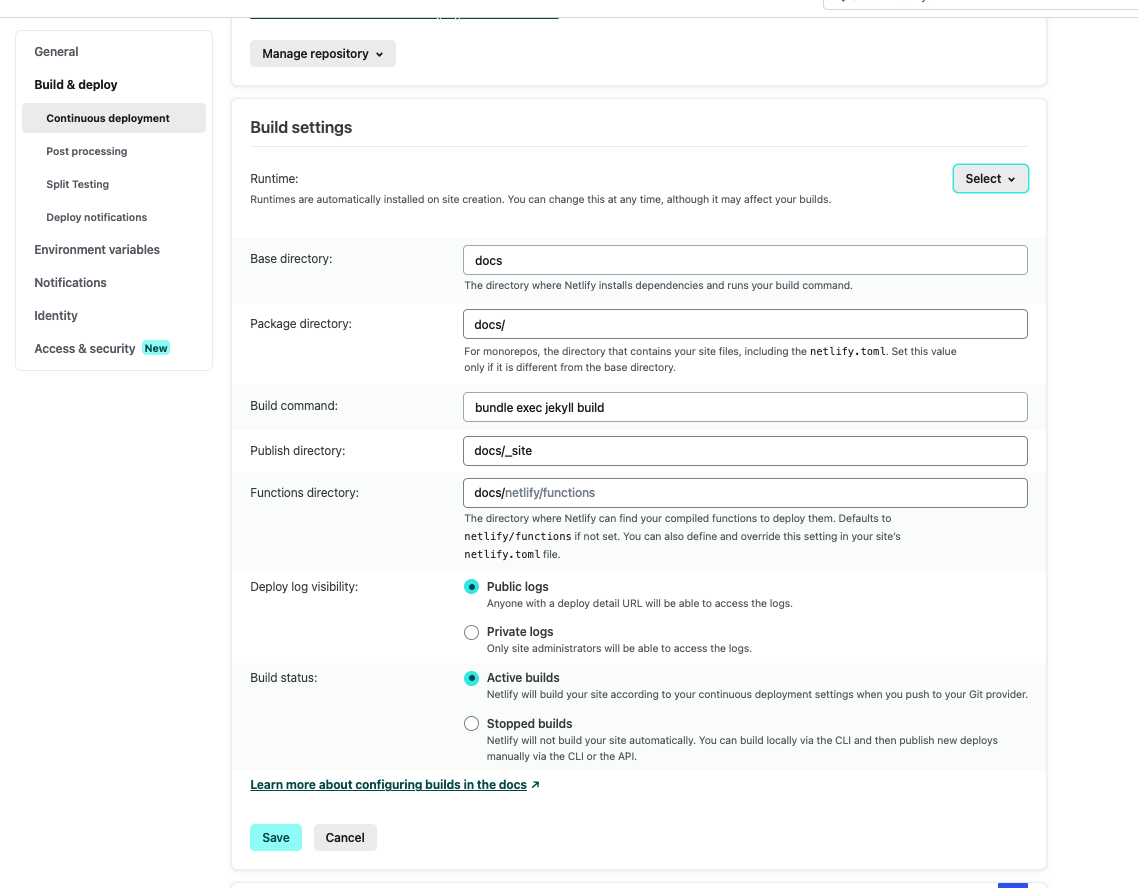 Manage repository
General
Build & deploy
Continuous deployment
Post processing
Split Testing
Deploy notifications
Environment variables
Notifications
Identity
Access & security New
Build settings
Runtime:
Select
Runtimes are automatically installed on site creation. You can change this at any time, although it may affect your builds.
Base directory:
docs
The directory where Netlify installs dependencies and runs your build command.
Package directory:
docs/
For monorepos, the directory that contains your site files, including the netlify.toml. Set this value
only if it is different from the base directory.
Build command:
bundle exec jekyll build
Publish directory:
docs/_site
Functions directory:
docs/netlify/functions
The directory where Netlify can find your compiled functions to deploy them. Defaults to
netlify/functions if not set. You can also define and override this setting in your site's
netlify.toml file.
Deploy log visibility:
Public logs
Anyone with a deploy detail URL will be able to access the logs.
Private logs
Only site administrators will be able to access the logs.
Build status:
Active builds
Netlify will build your site according to your continuous deployment settings when you push to your Git provider.
Stopped builds
Netlify will not build your site automatically. You can build locally via the CLI and then publish new deploys
manually via the CLI or the API.
Learn more about configuring builds in the docs ↗
Save
Cancel